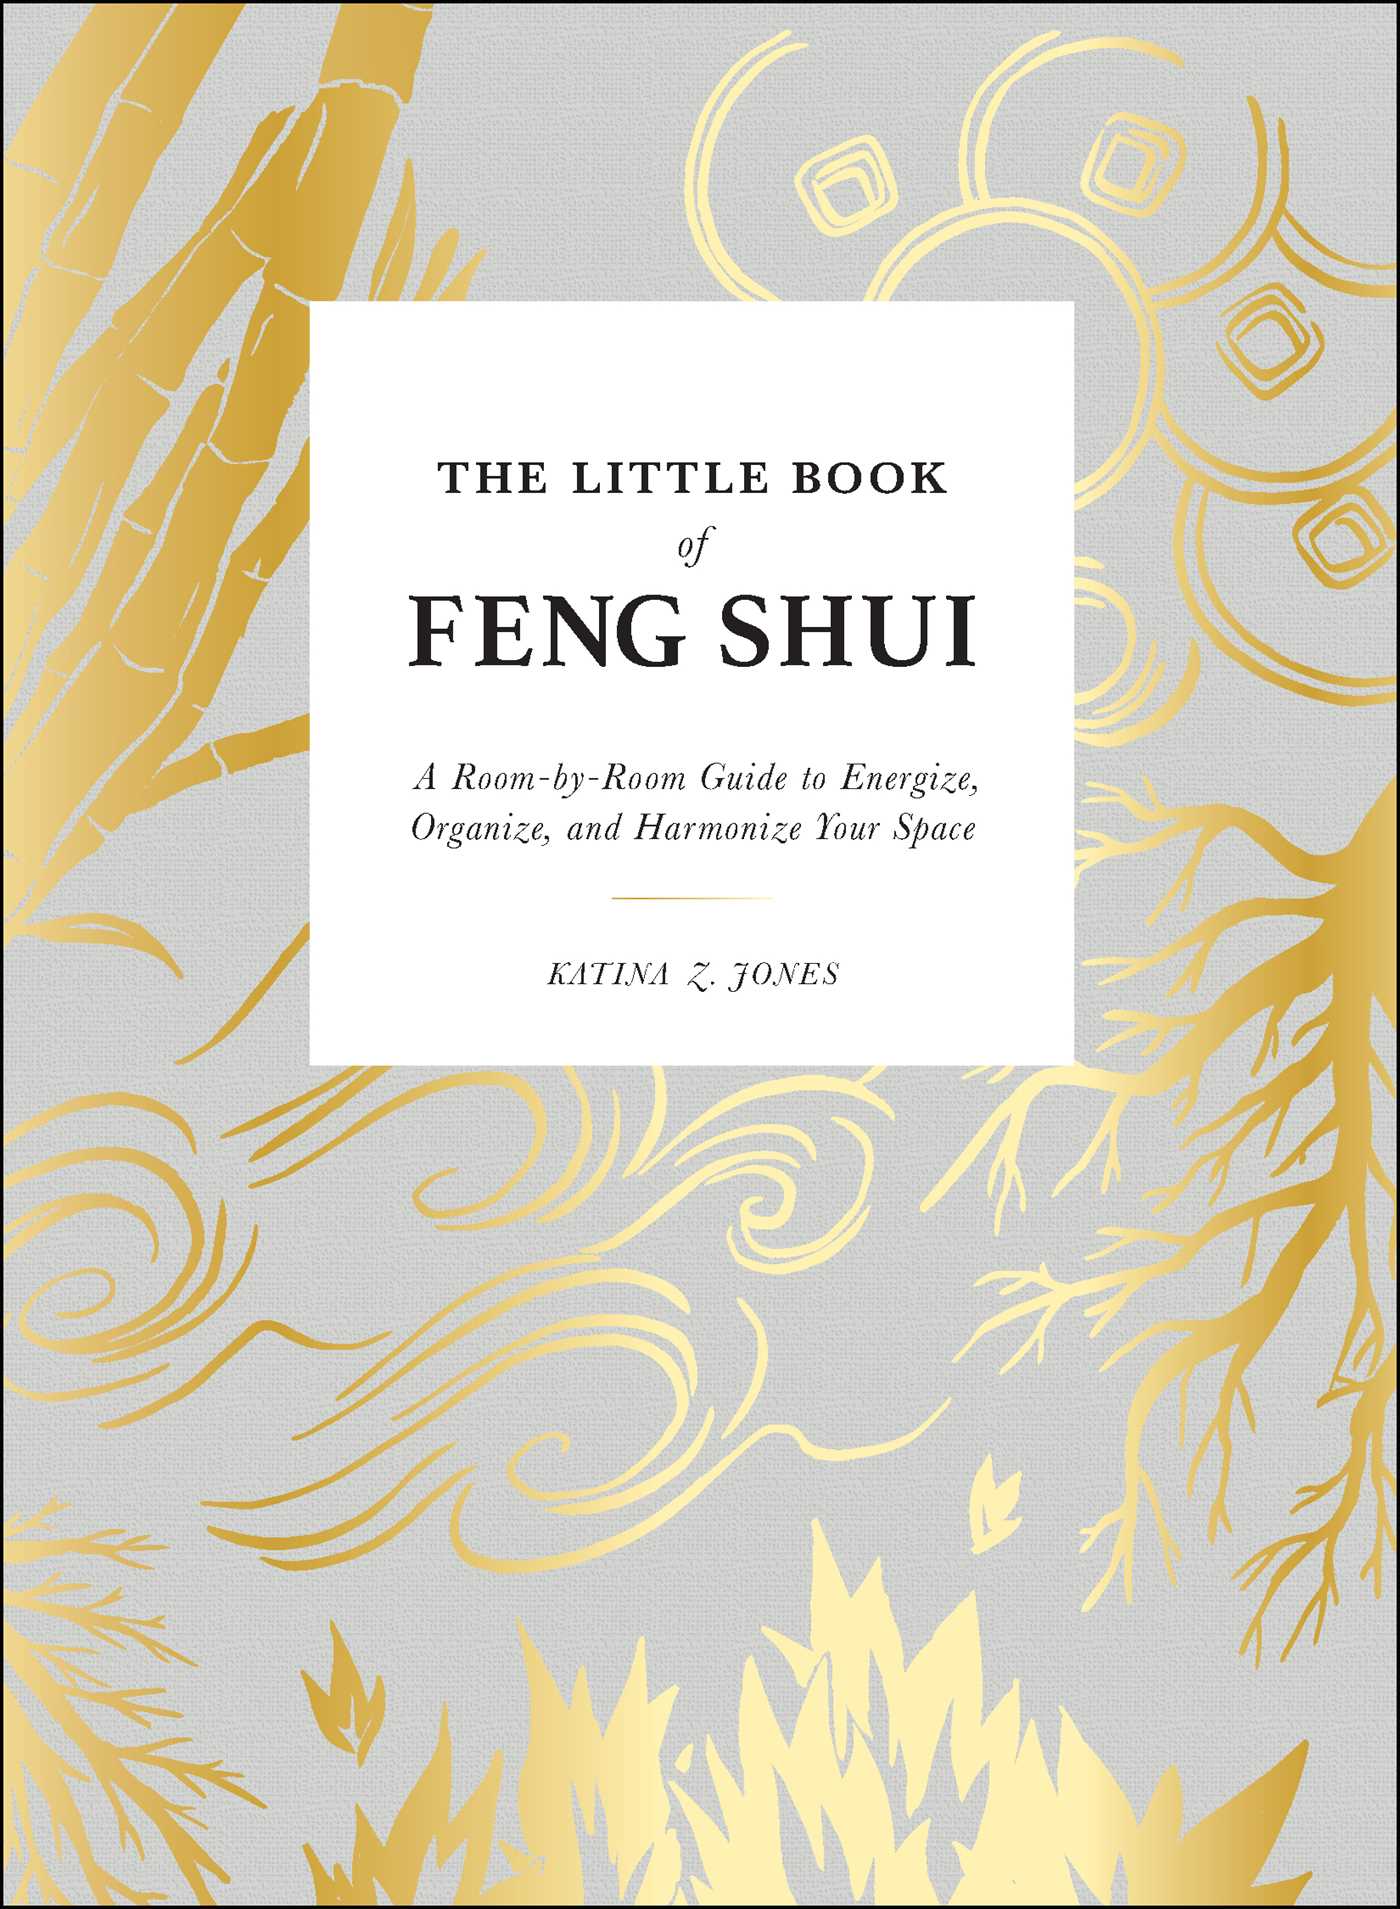 THE LITTLE BOOK
of
FENG SHUI
A Room-by-Room Guide to Energize,
Organize, and Harmonize Your Space
KATINA Z. JONES